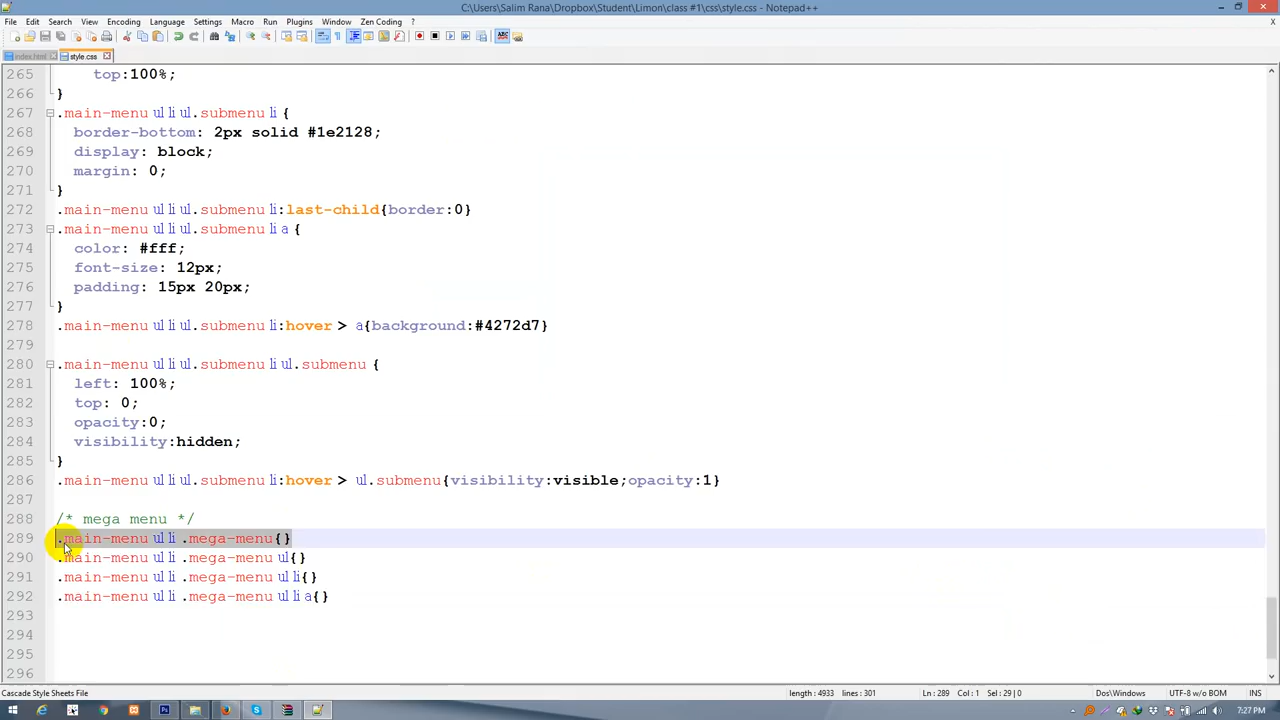 C:\Users\Salim Rana\Dropbox\Student\Limon\class #1\css\style.css - Notepad++
File Edit Search View Encoding Language Settings Macro Run Plugins Window Zen Coding ? X
index.html style.css
265 top:100%;
266 }
267 .main-menu ul li ul.submenu li {
268 border-bottom: 2px solid #1e2128;
269 display: block;
270 margin: 0;
271 }
272 .main-menu ul li ul.submenu li:last-child{border:0}
273 .main-menu ul li ul.submenu li a {
274 color: #fff;
275 font-size: 12px;
276 padding: 15px 20px;
277 }
278 .main-menu ul li ul.submenu li:hover > a{background:#4272d7}
279
280 .main-menu ul li ul.submenu li ul.submenu {
281 left: 100%;
282 top: 0;
283 opacity:0;
284 visibility:hidden;
285 }
286 .main-menu ul li ul.submenu li:hover > ul.submenu{visibility:visible;opacity:1}
287
288 /* mega menu */
289 .main-menu ul li .mega-menu{}
290 .main-menu ul li .mega-menu ul{}
291 .main-menu ul li .mega-menu ul li{}
292 .main-menu ul li .mega-menu ul li a{}
293
294
295
296
Cascade Style Sheets File length : 4933 lines : 301 Ln : 289 Col : 1 Sel : 29 | 0 Dos\Windows UTF-8 w/o BOM INS
7:27 PM